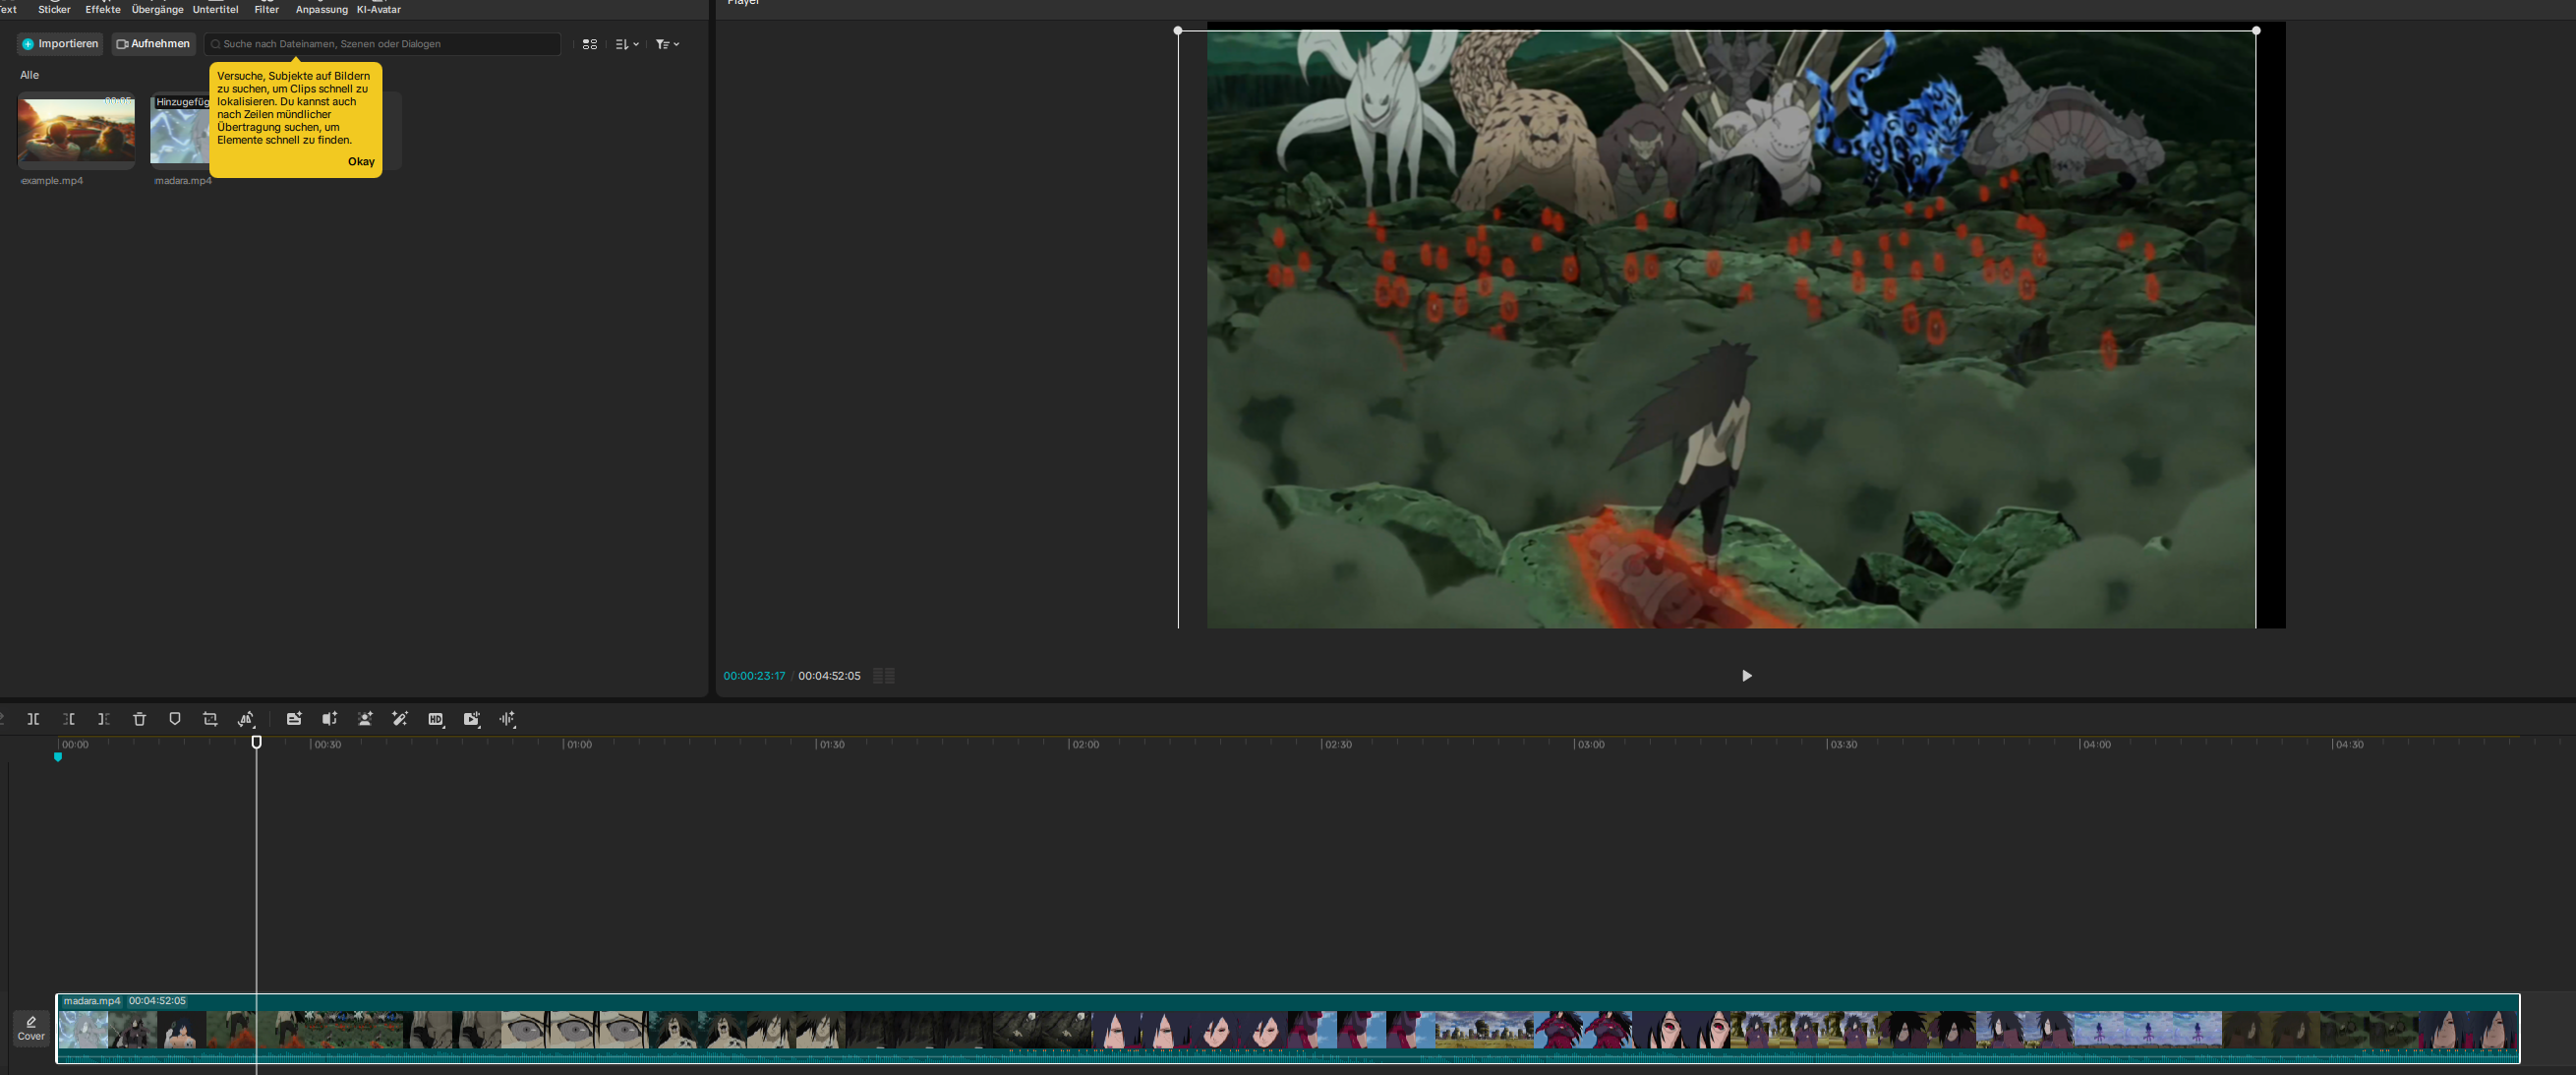 Sticker Effekte Übergänge Untertitel Filter Anpassung KI-Avatar
Player
Importieren Aufnehmen Suche nach Dateinamen, Szenen oder Dialogen
Alle
Versuche, Subjekte auf Bildern
zu suchen, um Clips schnell zu
lokalisieren. Du kannst auch
nach Zeilen mündlicher
Übertragung suchen, um
Elemente schnell zu finden.
Okay
00:05
Hinzugefüg
example.mp4
madara.mp4
00:00:23:17 / 00:04:52:05
HD
00:00 00:30 01:00 01:30 02:00 02:30 03:00 03:30 04:00 04:30
madara.mp4 00:04:52:05
Cover